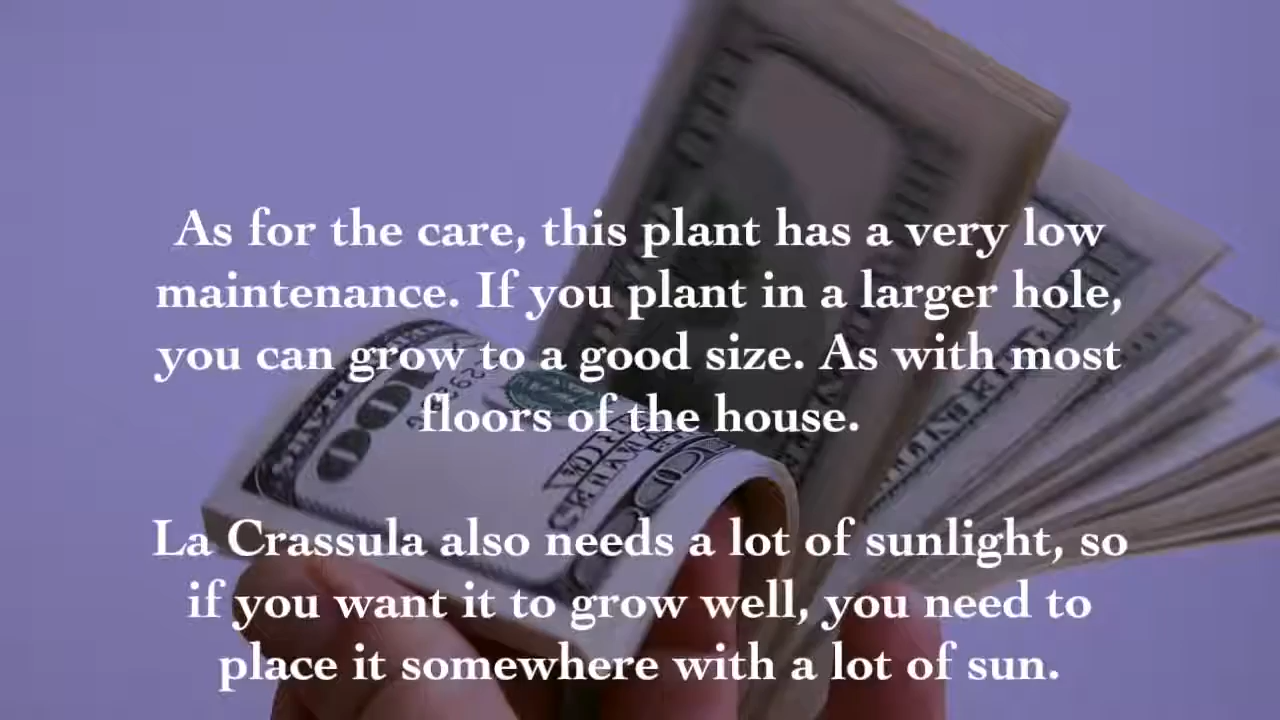 As for the care, this plant has a very low
maintenance. If you plant in a larger hole,
you can grow to a good size. As with most
floors of the house.
La Crassula also needs a lot of sunlight, so
if you want it to grow well, you need to
place it somewhere with a lot of sun.
100